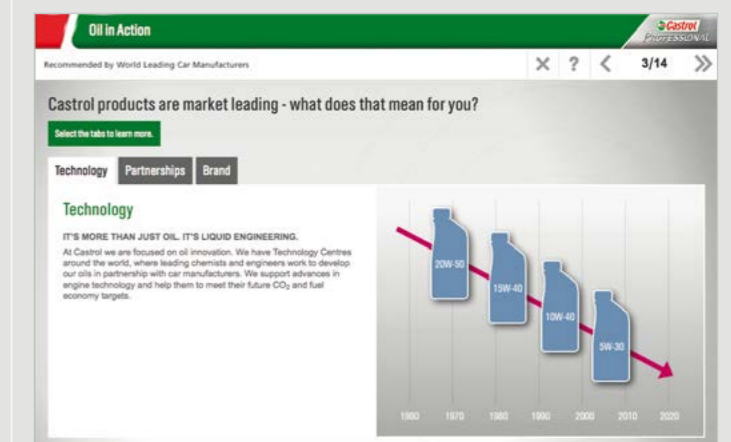 Oil in Action
Castrol
PROFESSIONAL
Recommended by World Leading Car Manufacturers
? 3/14
Castrol products are market leading - what does that mean for you?
Select the tabs to learn more.
Technology Partnerships Brand
Technology
IT'S MORE THAN JUST OIL. IT'S LIQUID ENGINEERING.
At Castrol we are focused on oil innovation. We have Technology Centres
around the world, where leading chemists and engineers work to develop
our oils in partnership with car manufacturers. We support advances in
engine technology and help them to meet their future CO₂ and fuel
economy targets.
20W-50
15W-40
10W-40
5W-30
1960 1970 1980 1990 2000 2010 2020